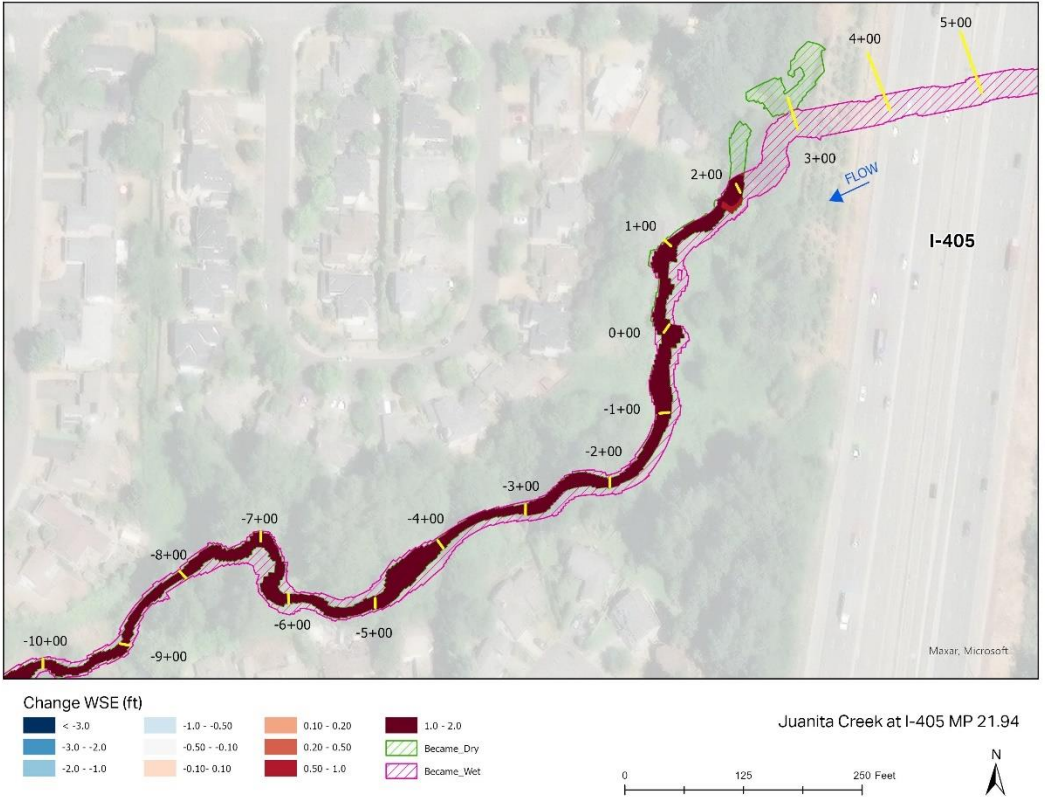 5+00
4+00
3+00
2+00
FLOW
1+00
I-405
0+00
-1+00
-2+00
-3+00
-4+00
-7+00
-8+00
-6+00
-5+00
-10+00
-9+00
Maxar, Microsoft
Change WSE (ft)
< -3.0
-3.0 - -2.0
-2.0 - -1.0
-1.0 - -0.50
-0.50 - -0.10
-0.10- 0.10
0.10 - 0.20
0.20 - 0.50
0.50 - 1.0
1.0 - 2.0
Became_Dry
Became_Wet
Juanita Creek at I-405 MP 21.94
N
0 125 250 Feet